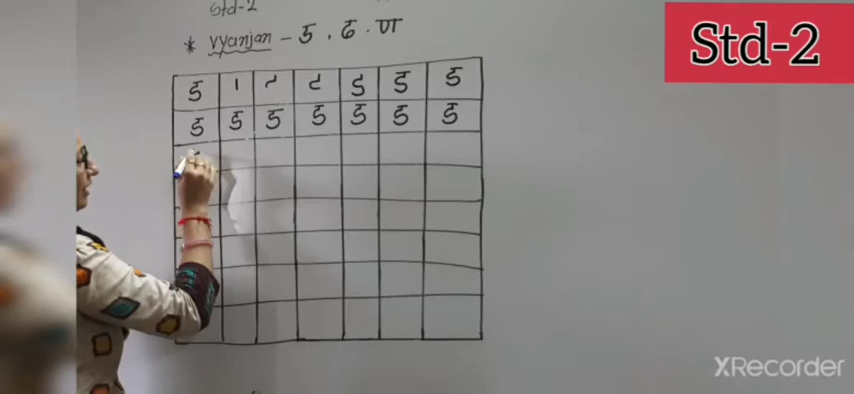 Std-2
* vyanjan - ड . ढ . ण
ड ड ड
ड ड ड ड ड ड ड
Std-2
XRecorder